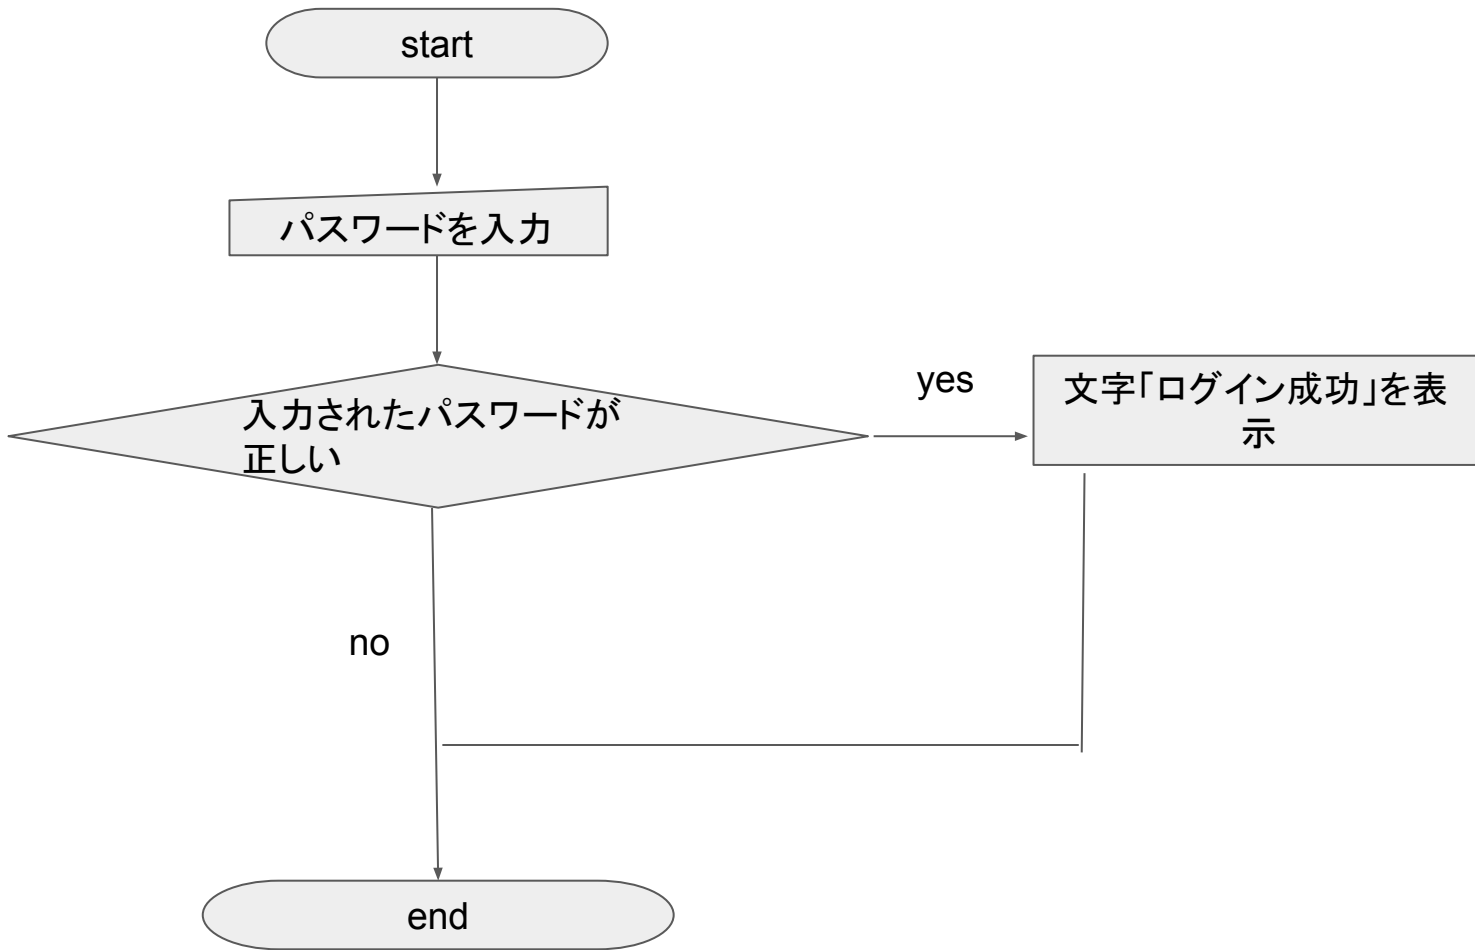 start
パスワードを入力
入力されたパスワードが
正しい
yes
文字「ログイン成功」を表
示
no
end